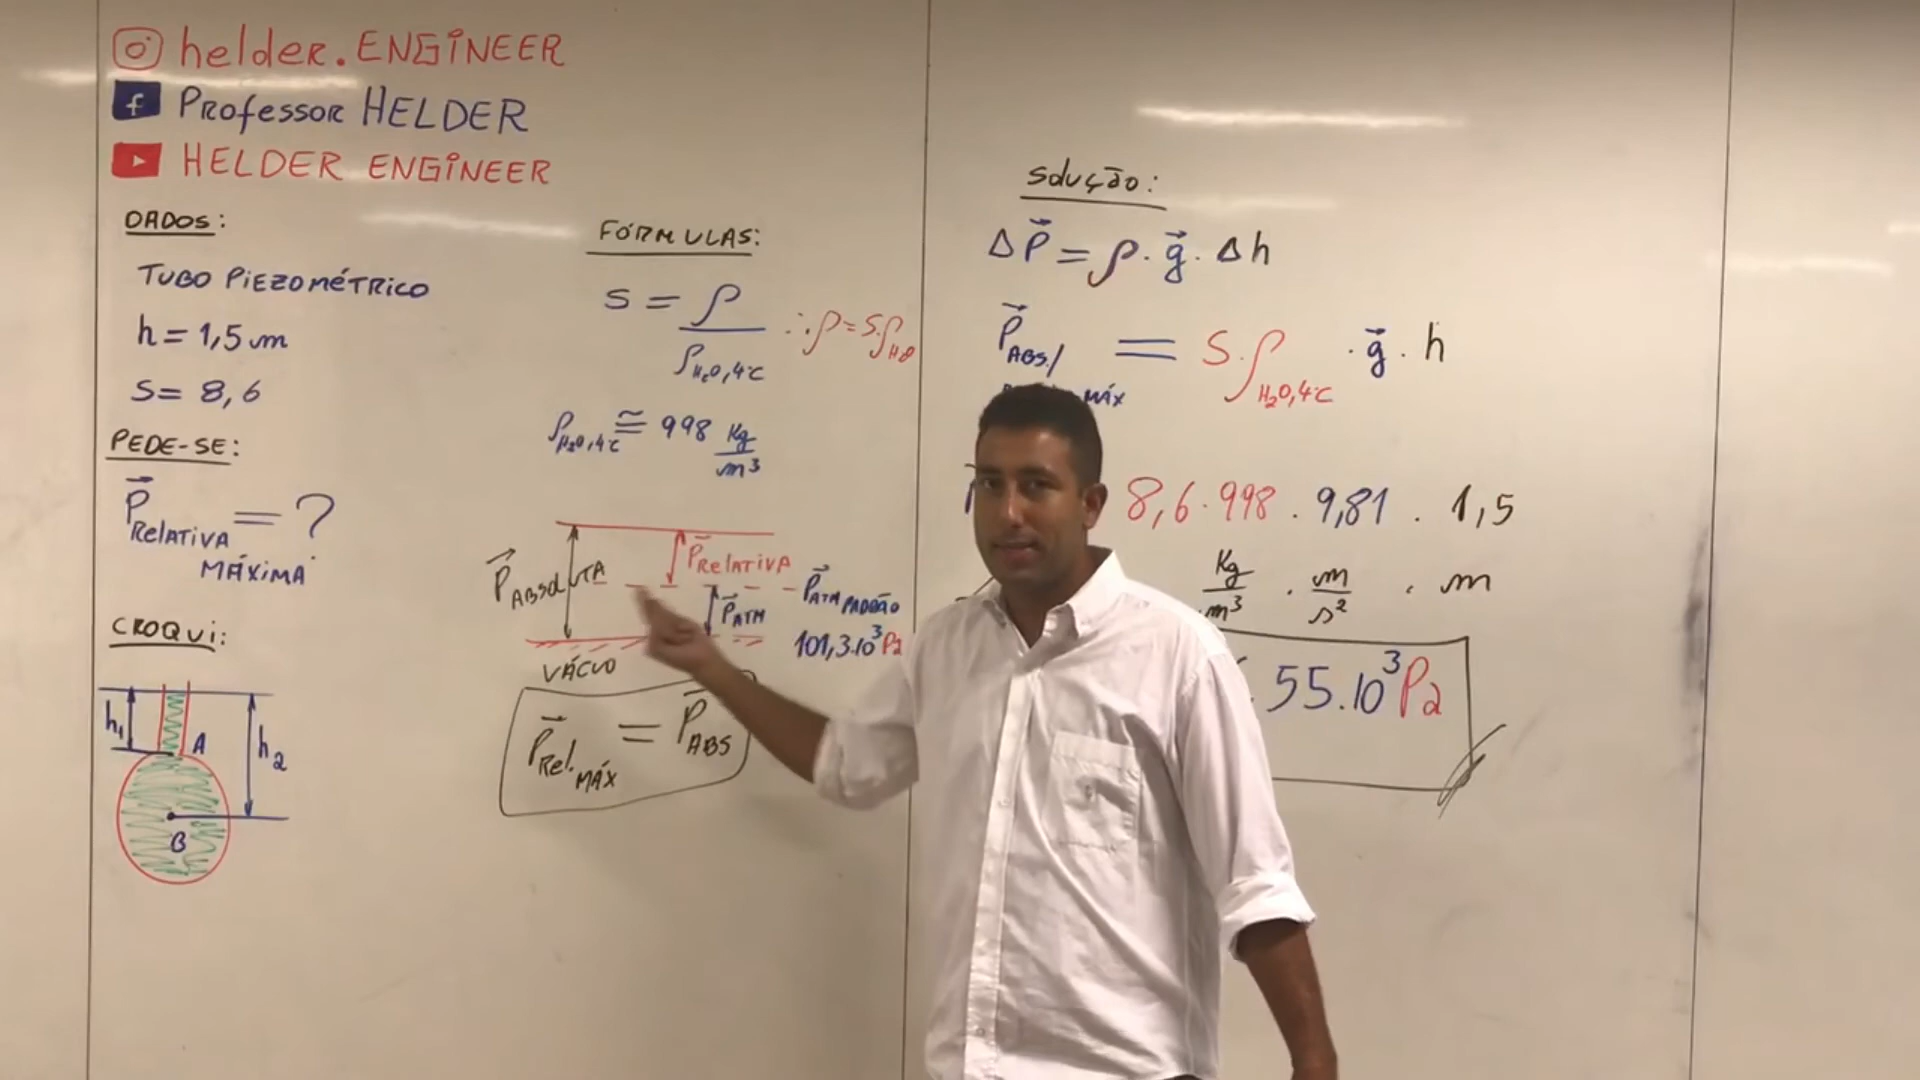 helder.ENGINEER
f Professor HELDER
HELDER ENGINEER
DADOS:
TUBO PIEZOMÉTRICO
h = 1,5 m
S = 8,6
PEDE-SE:
P RELATIVA MÁXIMA = ?
CROQUI:
h1
A
h2
B
FÓRMULAS:
S = ρ / ρH2O,4°C ∴ ρ = S.ρH2O
ρH2O,4°C ≅ 998 Kg/m³
P ABSOLUTA
P RELATIVA
P ATM
P ATM PADRÃO
101,3.10³ Pa
VÁCUO
P Rel. MÁX = P ABS
Solução:
ΔP = ρ . g . Δh
P ABS./ MÁX = S.ρH2O,4°C . g . h
8,6 . 998 . 9,81 . 1,5
Kg/m³ . m/s² . m
55.10³ Pa